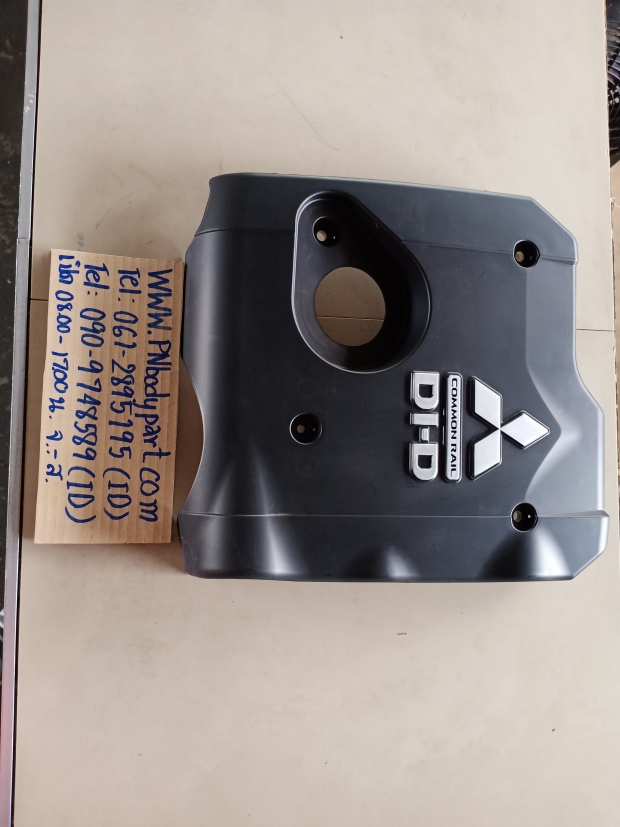 WWW.PNbodypart.com
Tel: 061-2895195 (ID)
Tel: 090-9748589 (ID)
เปิด 08.00-17.00 น. จ-ส.
COMMON RAIL
DI-D